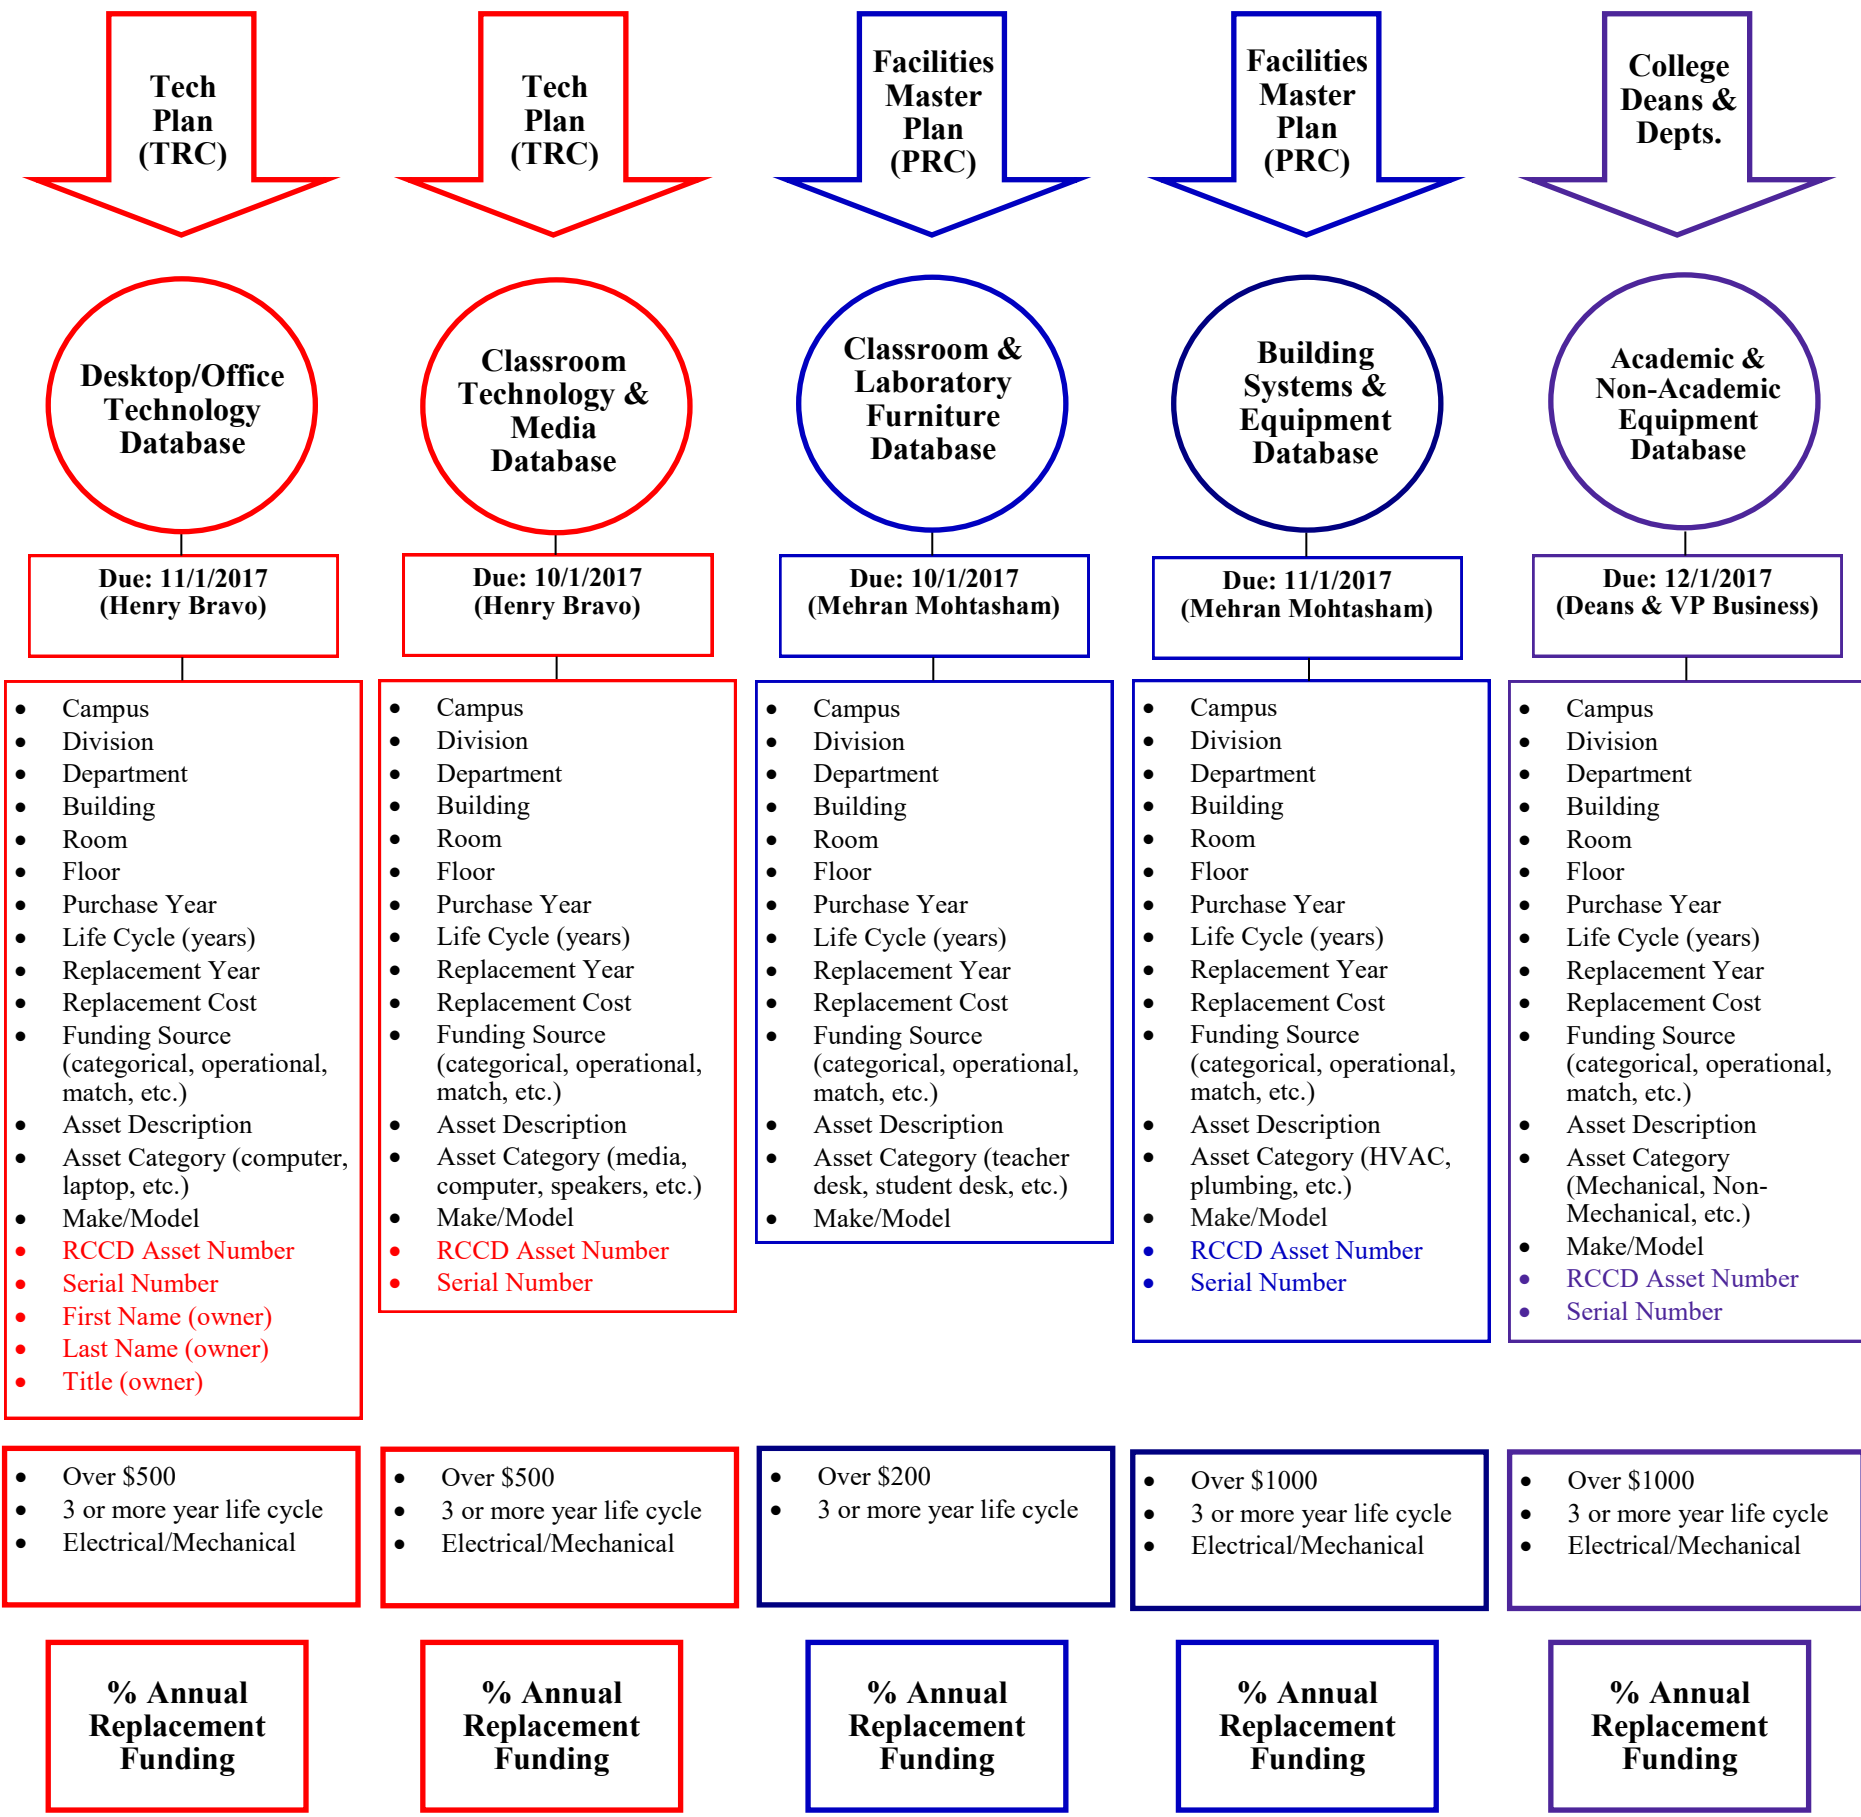 Tech
Plan
(TRC)
Tech
Plan
(TRC)
Facilities
Master
Plan
(PRC)
Facilities
Master
Plan
(PRC)
College
Deans &
Depts.
Desktop/Office
Technology
Database
Classroom
Technology &
Media
Database
Classroom &
Laboratory
Furniture
Database
Building
Systems &
Equipment
Database
Academic &
Non-Academic
Equipment
Database
Due: 11/1/2017
(Henry Bravo)
Due: 10/1/2017
(Henry Bravo)
Due: 10/1/2017
(Mehran Mohtasham)
Due: 11/1/2017
(Mehran Mohtasham)
Due: 12/1/2017
(Deans & VP Business)
• Campus
• Division
• Department
• Building
• Room
• Floor
• Purchase Year
• Life Cycle (years)
• Replacement Year
• Replacement Cost
• Funding Source
(categorical, operational,
match, etc.)
• Asset Description
• Asset Category (computer,
laptop, etc.)
• Make/Model
• RCCD Asset Number
• Serial Number
• First Name (owner)
• Last Name (owner)
• Title (owner)
• Campus
• Division
• Department
• Building
• Room
• Floor
• Purchase Year
• Life Cycle (years)
• Replacement Year
• Replacement Cost
• Funding Source
(categorical, operational,
match, etc.)
• Asset Description
• Asset Category (media,
computer, speakers, etc.)
• Make/Model
• RCCD Asset Number
• Serial Number
• Campus
• Division
• Department
• Building
• Room
• Floor
• Purchase Year
• Life Cycle (years)
• Replacement Year
• Replacement Cost
• Funding Source
(categorical, operational,
match, etc.)
• Asset Description
• Asset Category (teacher
desk, student desk, etc.)
• Make/Model
• Campus
• Division
• Department
• Building
• Room
• Floor
• Purchase Year
• Life Cycle (years)
• Replacement Year
• Replacement Cost
• Funding Source
(categorical, operational,
match, etc.)
• Asset Description
• Asset Category (HVAC,
plumbing, etc.)
• Make/Model
• RCCD Asset Number
• Serial Number
• Campus
• Division
• Department
• Building
• Room
• Floor
• Purchase Year
• Life Cycle (years)
• Replacement Year
• Replacement Cost
• Funding Source
(categorical, operational,
match, etc.)
• Asset Description
• Asset Category
(Mechanical, Non-
Mechanical, etc.)
• Make/Model
• RCCD Asset Number
• Serial Number
• Over $500
• 3 or more year life cycle
• Electrical/Mechanical
• Over $500
• 3 or more year life cycle
• Electrical/Mechanical
• Over $200
• 3 or more year life cycle
• Over $1000
• 3 or more year life cycle
• Electrical/Mechanical
• Over $1000
• 3 or more year life cycle
• Electrical/Mechanical
% Annual
Replacement
Funding
% Annual
Replacement
Funding
% Annual
Replacement
Funding
% Annual
Replacement
Funding
% Annual
Replacement
Funding